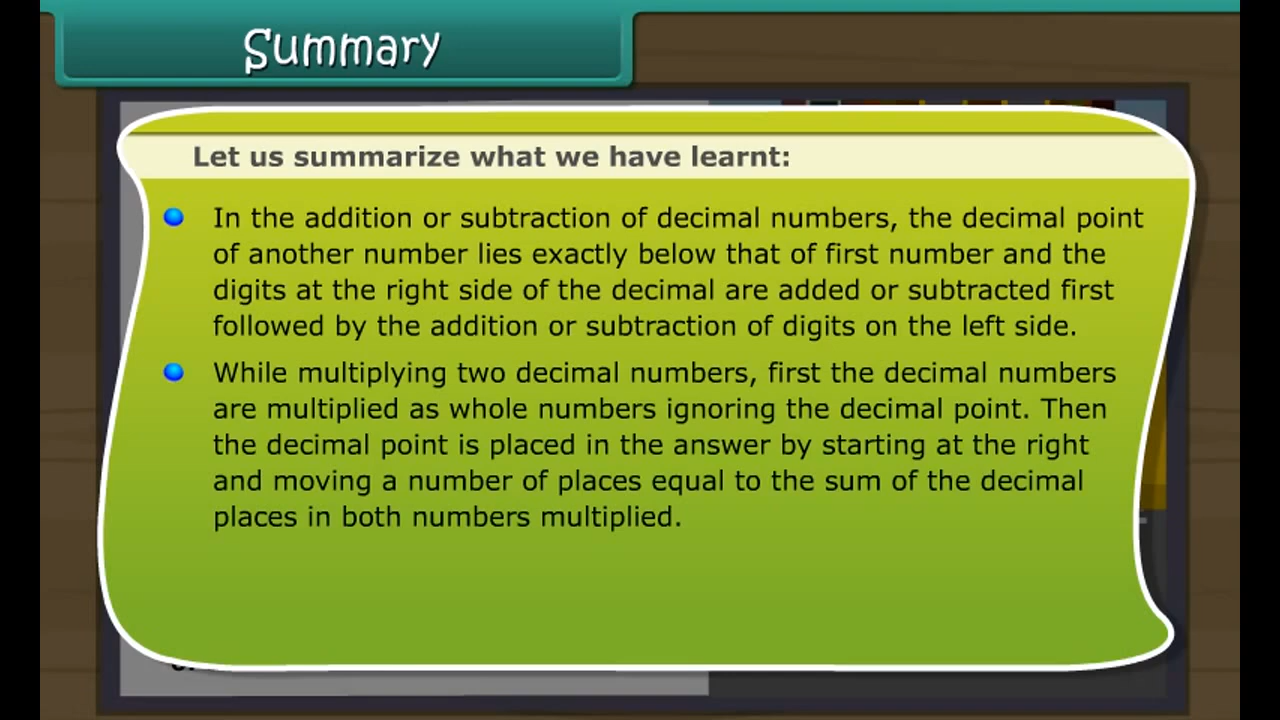 Summary
Let us summarize what we have learnt:
In the addition or subtraction of decimal numbers, the decimal point
of another number lies exactly below that of first number and the
digits at the right side of the decimal are added or subtracted first
followed by the addition or subtraction of digits on the left side.
While multiplying two decimal numbers, first the decimal numbers
are multiplied as whole numbers ignoring the decimal point. Then
the decimal point is placed in the answer by starting at the right
and moving a number of places equal to the sum of the decimal
places in both numbers multiplied.